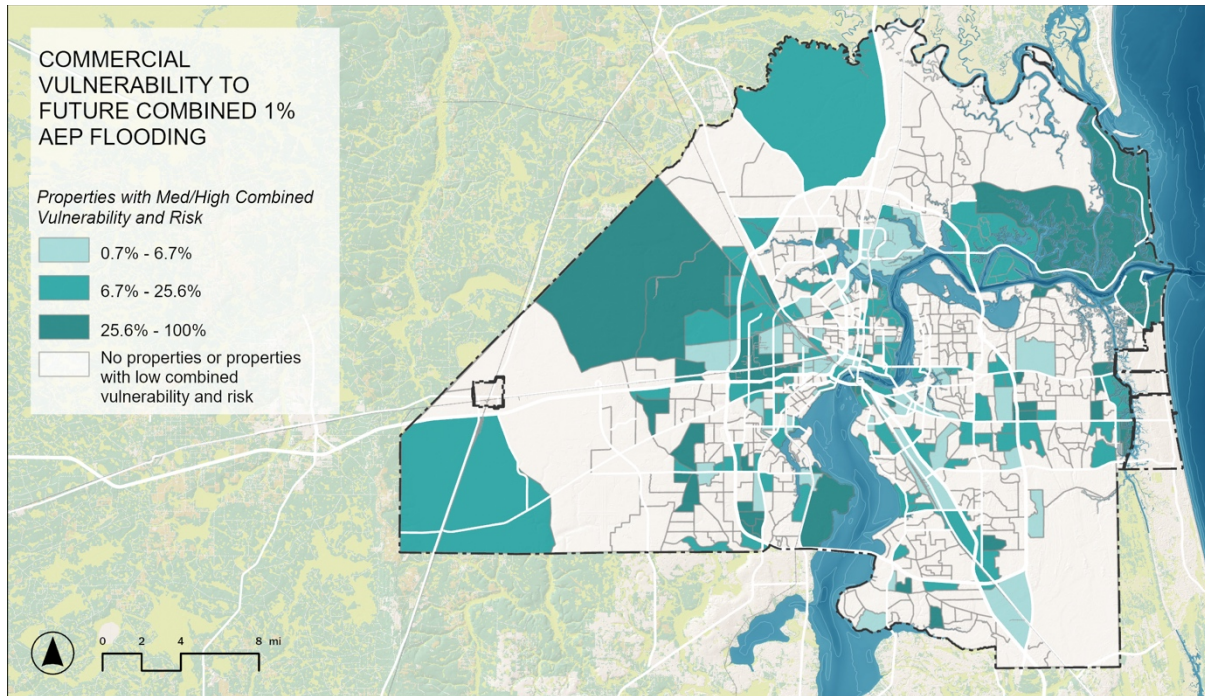 COMMERCIAL
VULNERABILITY TO
FUTURE COMBINED 1%
AEP FLOODING
Properties with Med/High Combined
Vulnerability and Risk
0.7% - 6.7%
6.7% - 25.6%
25.6% - 100%
No properties or properties
with low combined
vulnerability and risk
0 2 4 8 mi